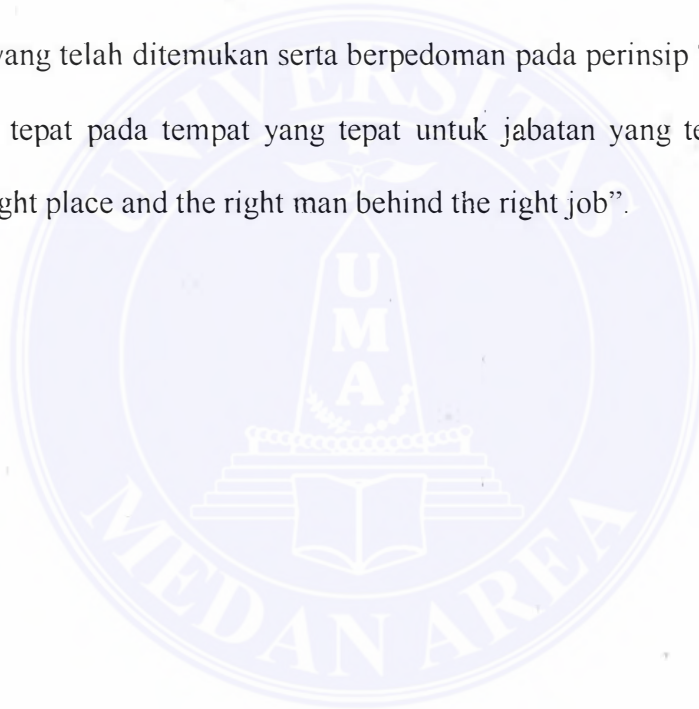 yang telah ditemukan serta berpedoman pada perinsip "
tepat pada tempat yang tepat untuk jabatan yang te
ght place and the right man behind the right job”.
UNIVERSITAS
UMA
MEDAN AREA